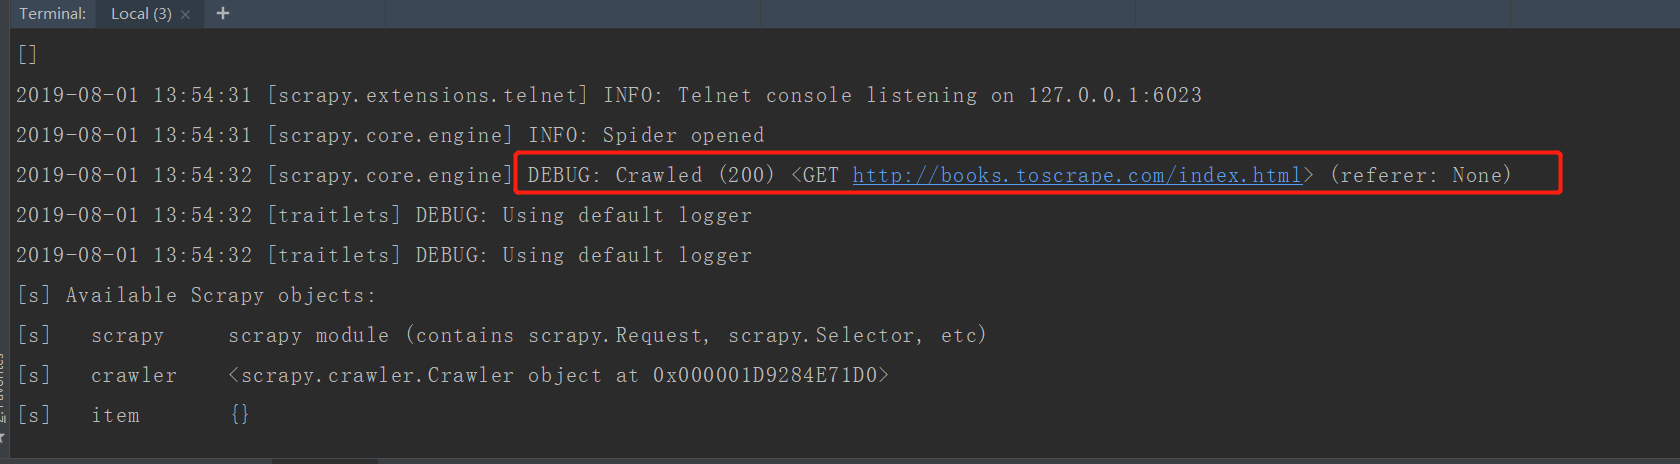 Terminal: Local (3) × +
[]
2019-08-01 13:54:31 [scrapy.extensions.telnet] INFO: Telnet console listening on 127.0.0.1:6023
2019-08-01 13:54:31 [scrapy.core.engine] INFO: Spider opened
2019-08-01 13:54:32 [scrapy.core.engine] DEBUG: Crawled (200) <GET http://books.toscrape.com/index.html> (referer: None)
2019-08-01 13:54:32 [traitlets] DEBUG: Using default logger
2019-08-01 13:54:32 [traitlets] DEBUG: Using default logger
[s] Available Scrapy objects:
[s]   scrapy     scrapy module (contains scrapy.Request, scrapy.Selector, etc)
[s]   crawler    <scrapy.crawler.Crawler object at 0x000001D9284E71D0>
[s]   item       {}